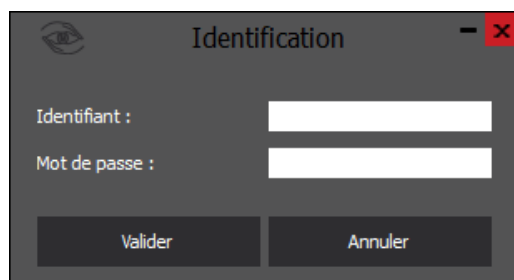 Identification
Identifiant :
Mot de passe :
Valider
Annuler